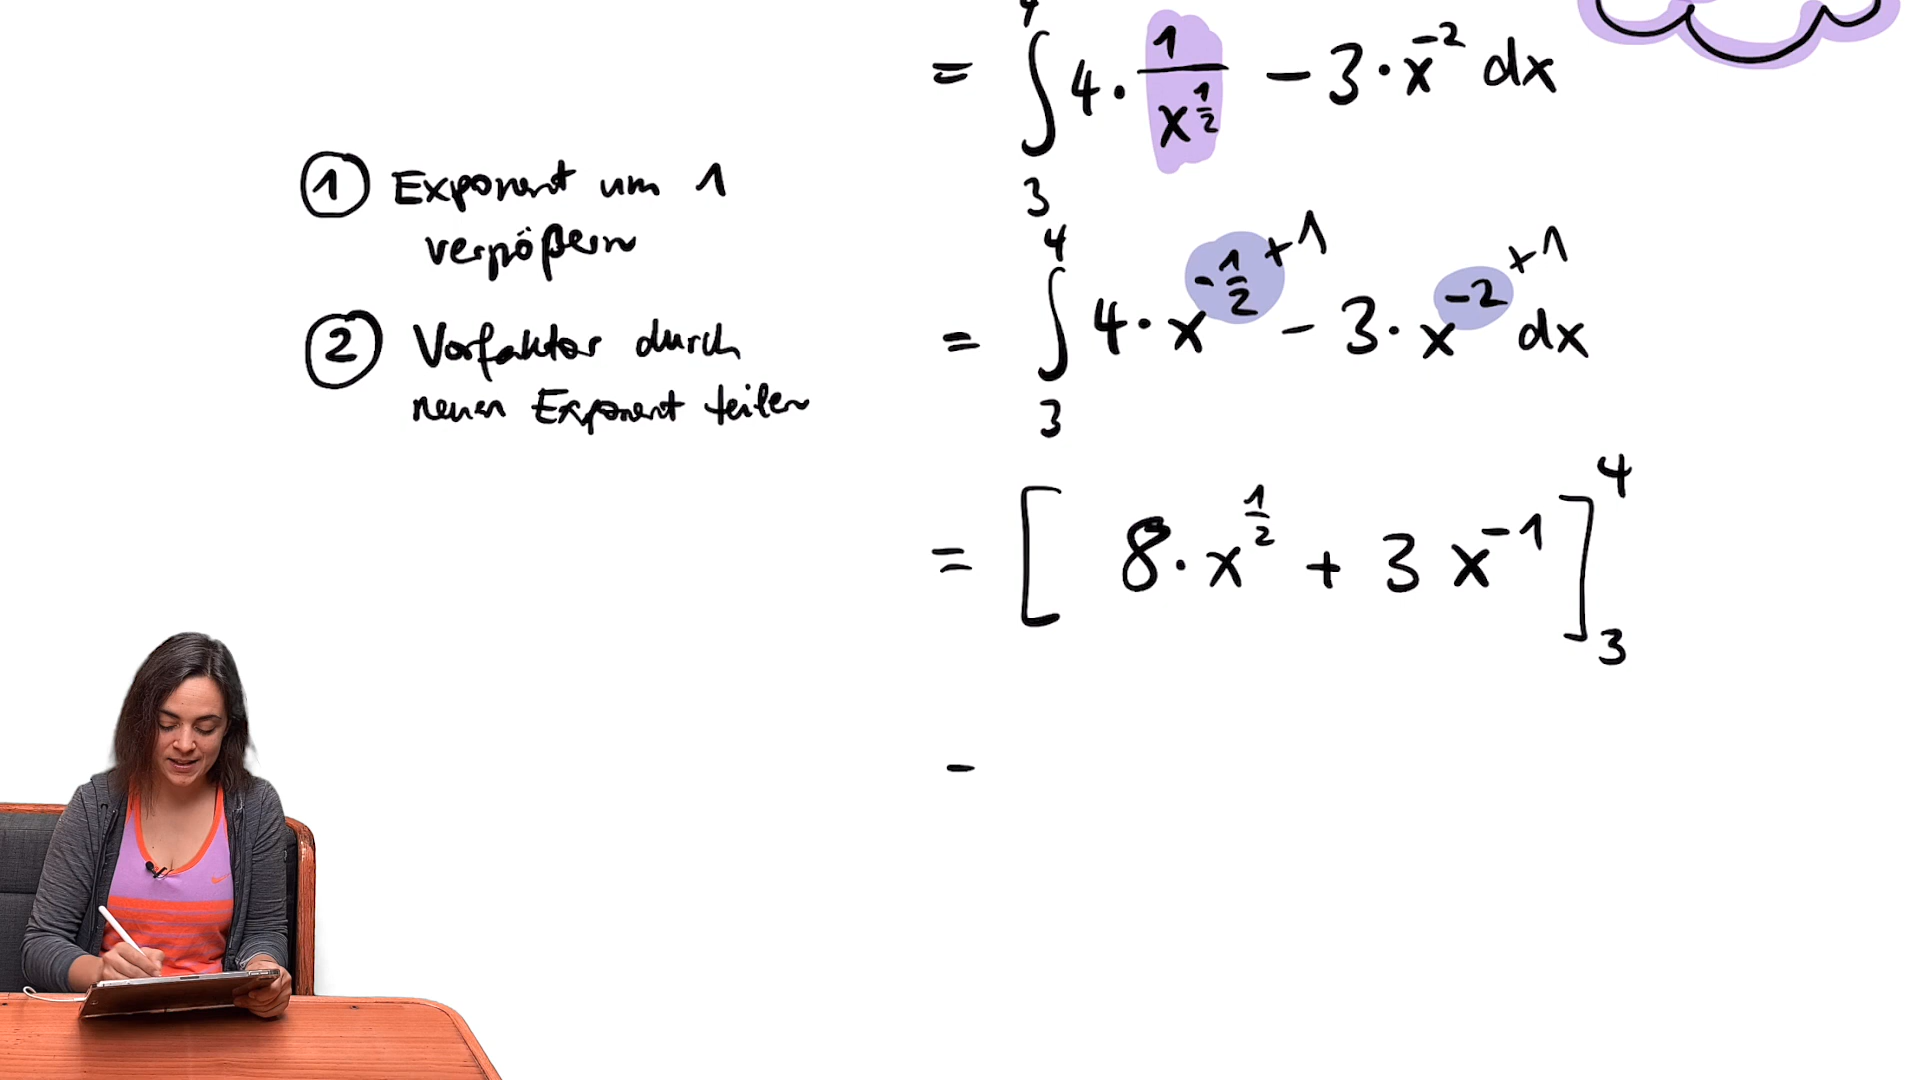 ① Exponent um 1
vergrößern
② Vorfaktor durch
neuen Exponent teilen
= ∫₃⁴ 4 · 1/x^(1/2) − 3 · x^(−2) dx
= ∫₃⁴ 4 · x^(−1/2 +1) − 3 · x^(−2 +1) dx
= [ 8 · x^(1/2) + 3 x^(−1) ]₃⁴
-